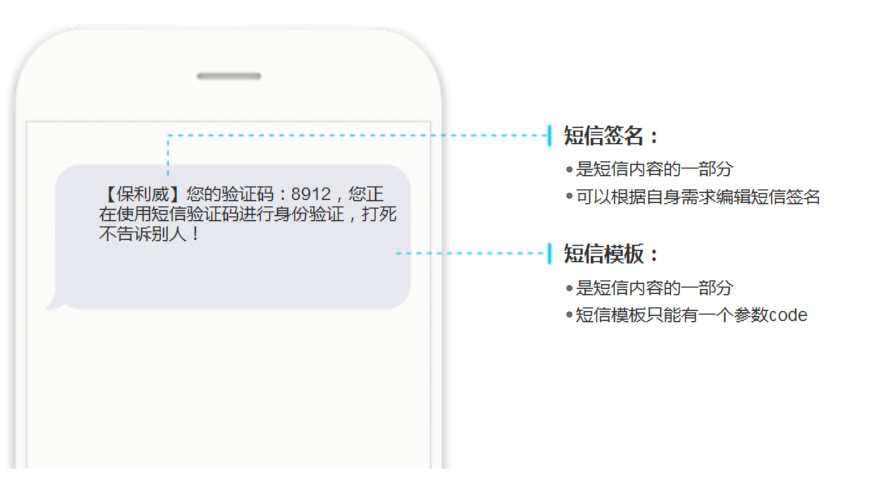 【保利威】您的验证码：8912，您正
在使用短信验证码进行身份验证，打死
不告诉别人！
短信签名：
•是短信内容的一部分
•可以根据自身需求编辑短信签名
短信模板：
•是短信内容的一部分
•短信模板只能有一个参数code